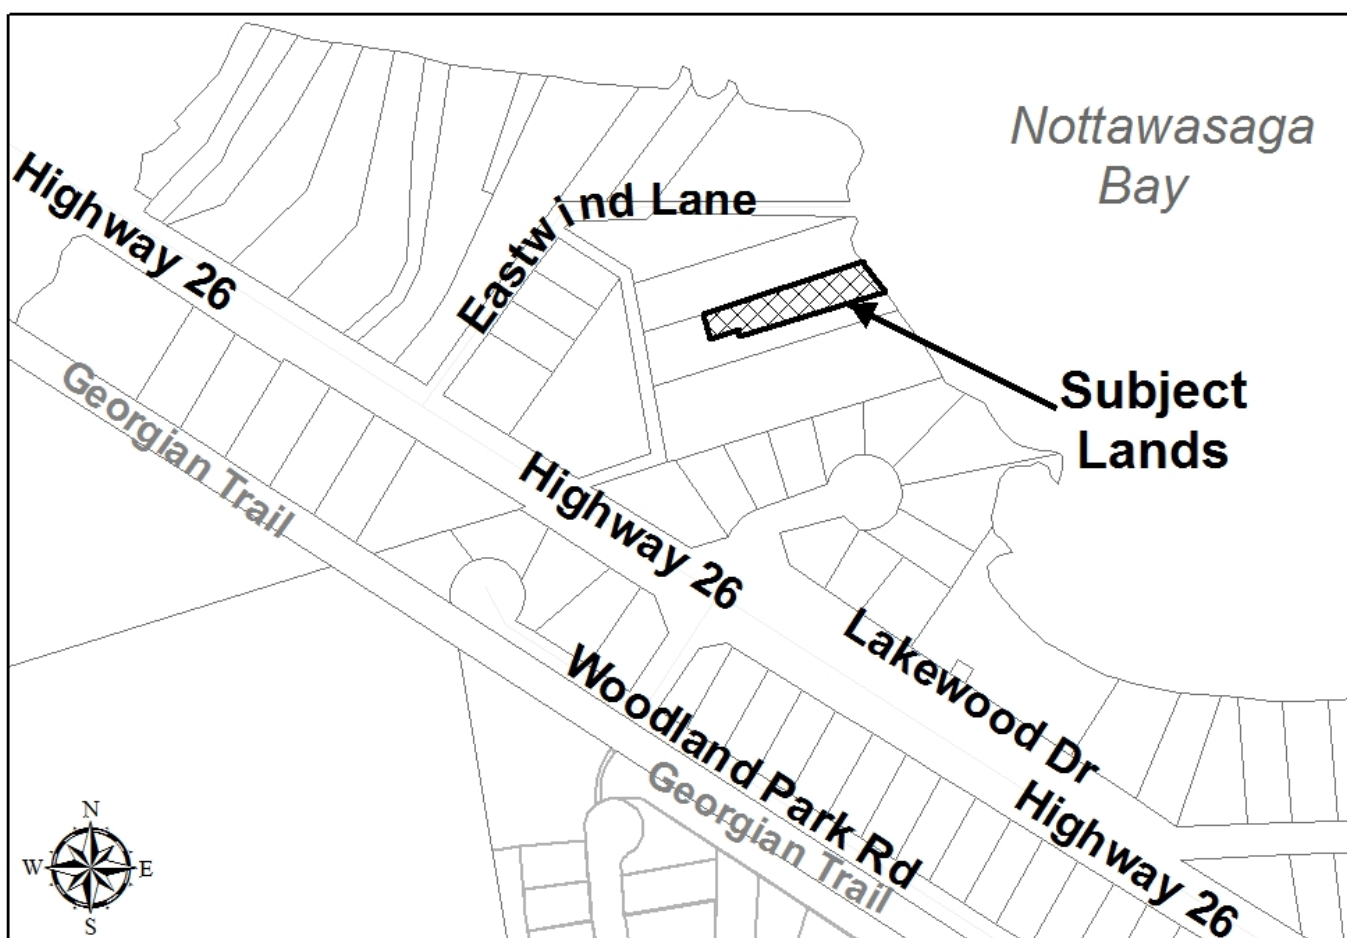 Nottawasaga
Bay
Highway 26
Eastwind Lane
Georgian Trail
Subject
Lands
Highway 26
Lakewood Dr
Woodland Park Rd
Georgian Trail
Highway 26
N
W E
S